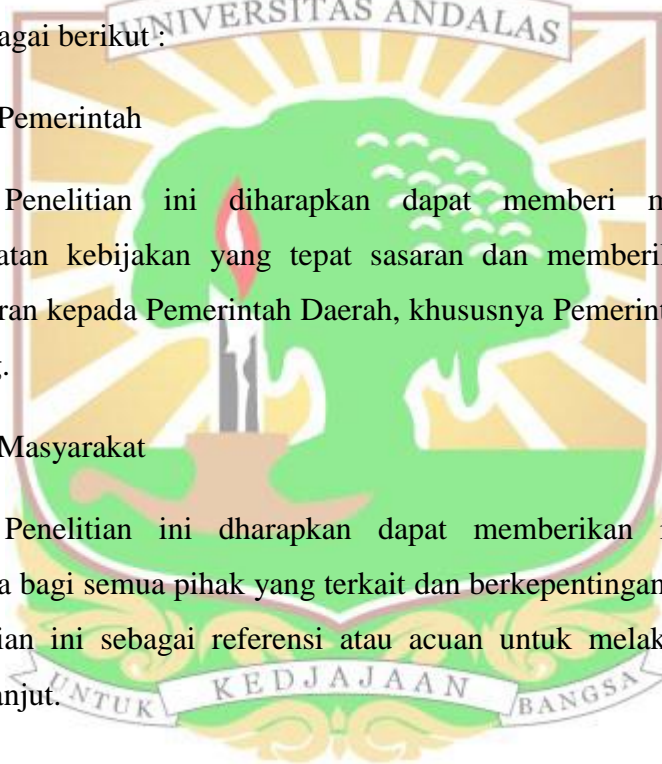 UNIVERSITAS ANDALAS
agai berikut :
Pemerintah
Penelitian ini diharapkan dapat memberi
atan kebijakan yang tepat sasaran dan memberi
ran kepada Pemerintah Daerah, khususnya Pemerint
Masyarakat
Penelitian ini dharapkan dapat memberikan
a bagi semua pihak yang terkait dan berkepentingan
ian ini sebagai referensi atau acuan untuk melak
anjut.
UNTUK KEDJAJAAN BANGSA